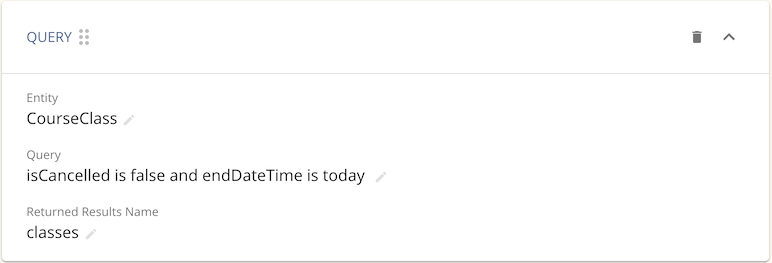 QUERY
Entity
CourseClass
Query
isCancelled is false and endDateTime is today
Returned Results Name
classes